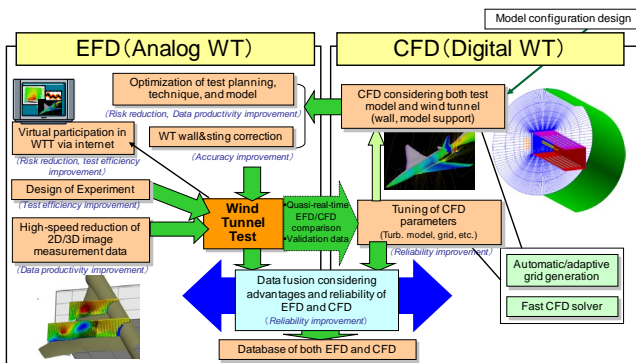 Model configuration design
EFD(Analog WT)
CFD(Digital WT)
Optimization of test planning,
technique, and model
(Risk reduction, Data productivity improvement)
CFD considering both test
model and wind tunnel
(wall, model support)
Virtual participation in
WTT via internet
(Risk reduction, test efficiency
improvement)
WT wall&sting correction
(Accuracy improvement)
Design of Experiment
(Test efficiency improvement)
High-speed reduction of
2D/3D image
measurement data
(Data productivity improvement)
Wind
Tunnel
Test
•Quasi-real-time
EFD/CFD
comparison
•Validation data
Tuning of CFD
parameters
(Turb. model, grid, etc.)
(Reliability improvement)
Automatic/adaptive
grid generation
Fast CFD solver
Data fusion considering
advantages and reliability of
EFD and CFD
(Reliability improvement)
Database of both EFD and CFD